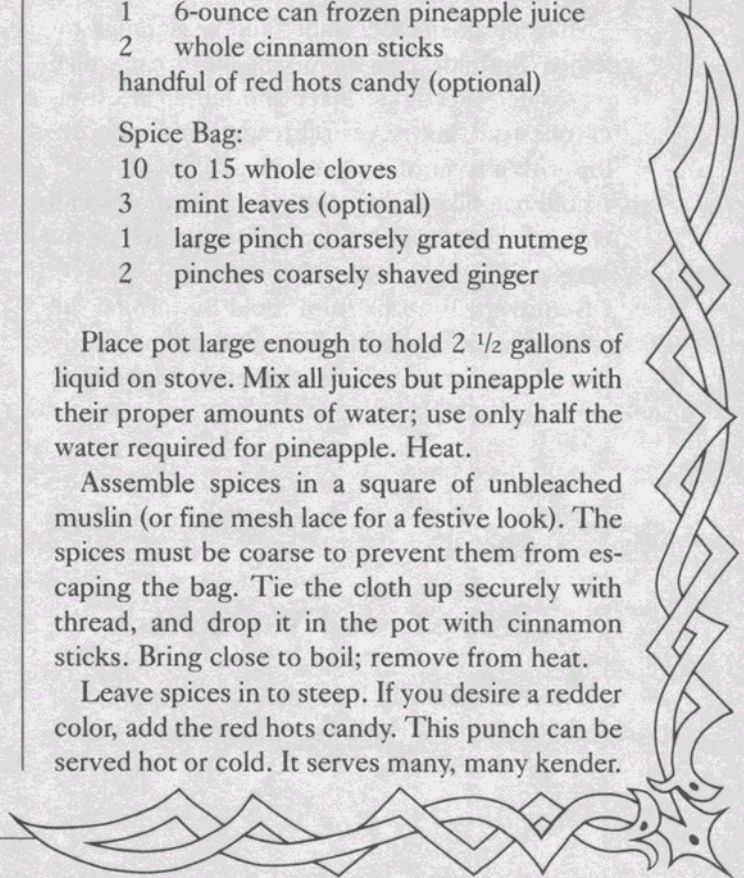 1 6-ounce can frozen pineapple juice
2 whole cinnamon sticks
handful of red hots candy (optional)
Spice Bag:
10 to 15 whole cloves
3 mint leaves (optional)
1 large pinch coarsely grated nutmeg
2 pinches coarsely shaved ginger
Place pot large enough to hold 2 1/2 gallons of
liquid on stove. Mix all juices but pineapple with
their proper amounts of water; use only half the
water required for pineapple. Heat.
Assemble spices in a square of unbleached
muslin (or fine mesh lace for a festive look). The
spices must be coarse to prevent them from es-
caping the bag. Tie the cloth up securely with
thread, and drop it in the pot with cinnamon
sticks. Bring close to boil; remove from heat.
Leave spices in to steep. If you desire a redder
color, add the red hots candy. This punch can be
served hot or cold. It serves many, many kender.